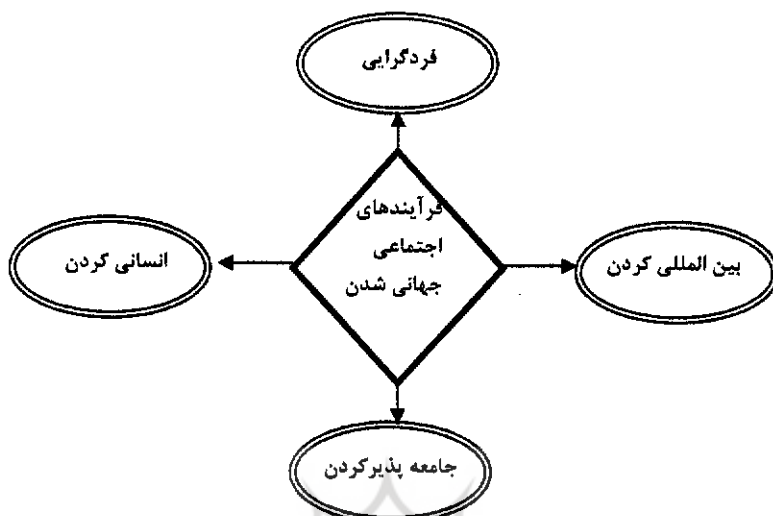 فردگرایی
فرآیندهای
اجتماعی
جهانی شدن
انسانی کردن
بین المللی کردن
جامعه پذیرکردن